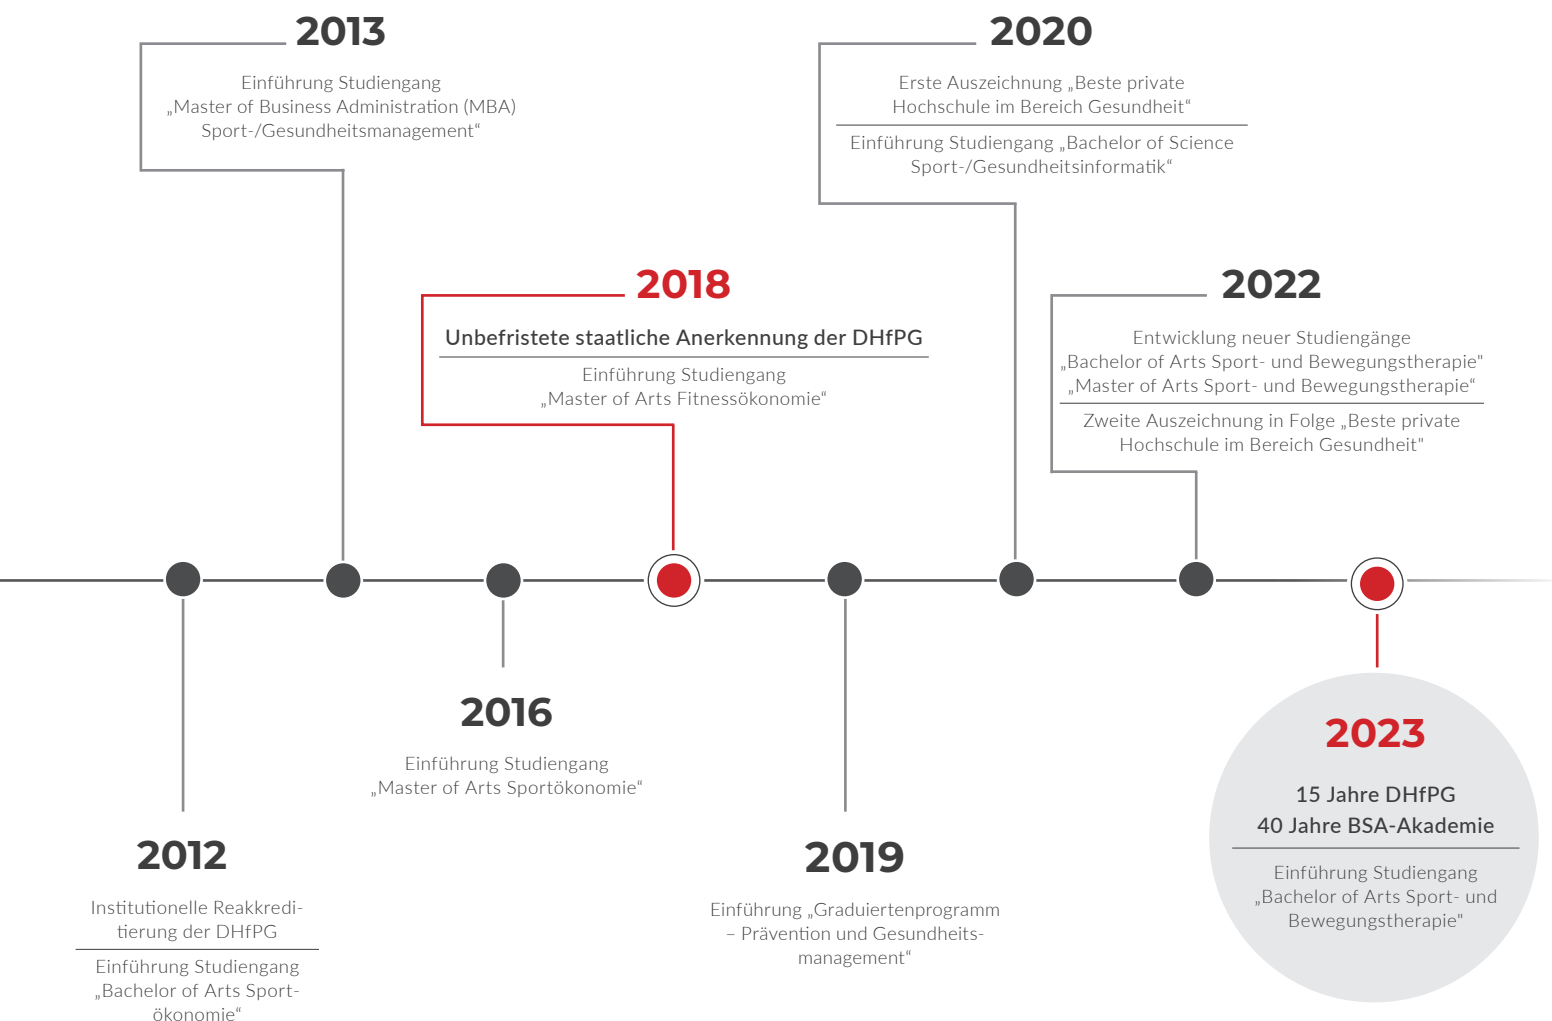 2013
Einführung Studiengang
„Master of Business Administration (MBA)
Sport-/Gesundheitsmanagement“
2020
Erste Auszeichnung „Beste private
Hochschule im Bereich Gesundheit“
Einführung Studiengang „Bachelor of Science
Sport-/Gesundheitsinformatik“
2018
Unbefristete staatliche Anerkennung der DHfPG
Einführung Studiengang
„Master of Arts Fitnessökonomie“
2022
Entwicklung neuer Studiengänge
„Bachelor of Arts Sport- und Bewegungstherapie"
„Master of Arts Sport- und Bewegungstherapie“
Zweite Auszeichnung in Folge „Beste private
Hochschule im Bereich Gesundheit"
2016
Einführung Studiengang
„Master of Arts Sportökonomie“
2023
15 Jahre DHfPG
40 Jahre BSA-Akademie
Einführung Studiengang
„Bachelor of Arts Sport- und
Bewegungstherapie"
2012
Institutionelle Reakkredi-
tierung der DHfPG
Einführung Studiengang
„Bachelor of Arts Sport-
ökonomie“
2019
Einführung „Graduiertenprogramm
– Prävention und Gesundheits-
management“